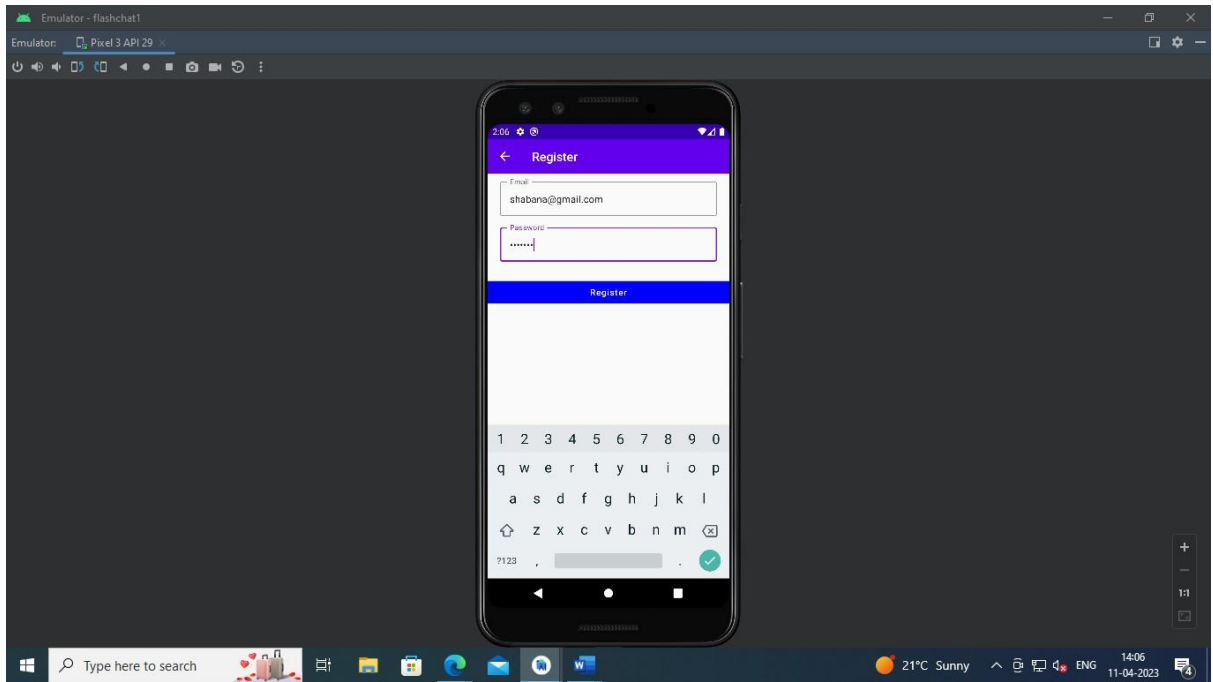 Emulator - flashchat1
Emulator: Pixel 3 API 29
2:06
Register
Email
shabana@gmail.com
Password
•••••••
Register
1 2 3 4 5 6 7 8 9 0
q w e r t y u i o p
a s d f g h j k l
z x c v b n m
?123 , .
1:1
Type here to search
W
21°C Sunny
ENG
14:06
11-04-2023
4